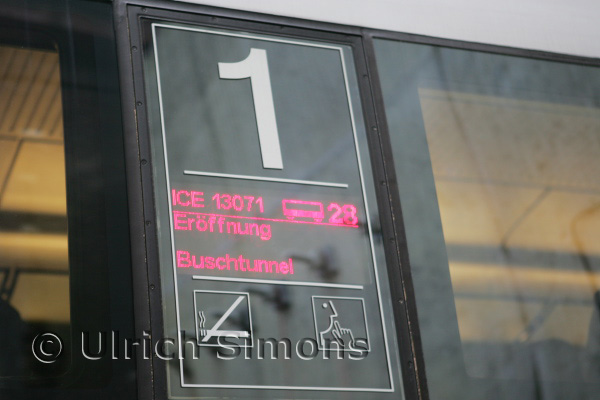 1
ICE 13071 28
Eröffnung
Buschtunnel
© Ulrich Simons